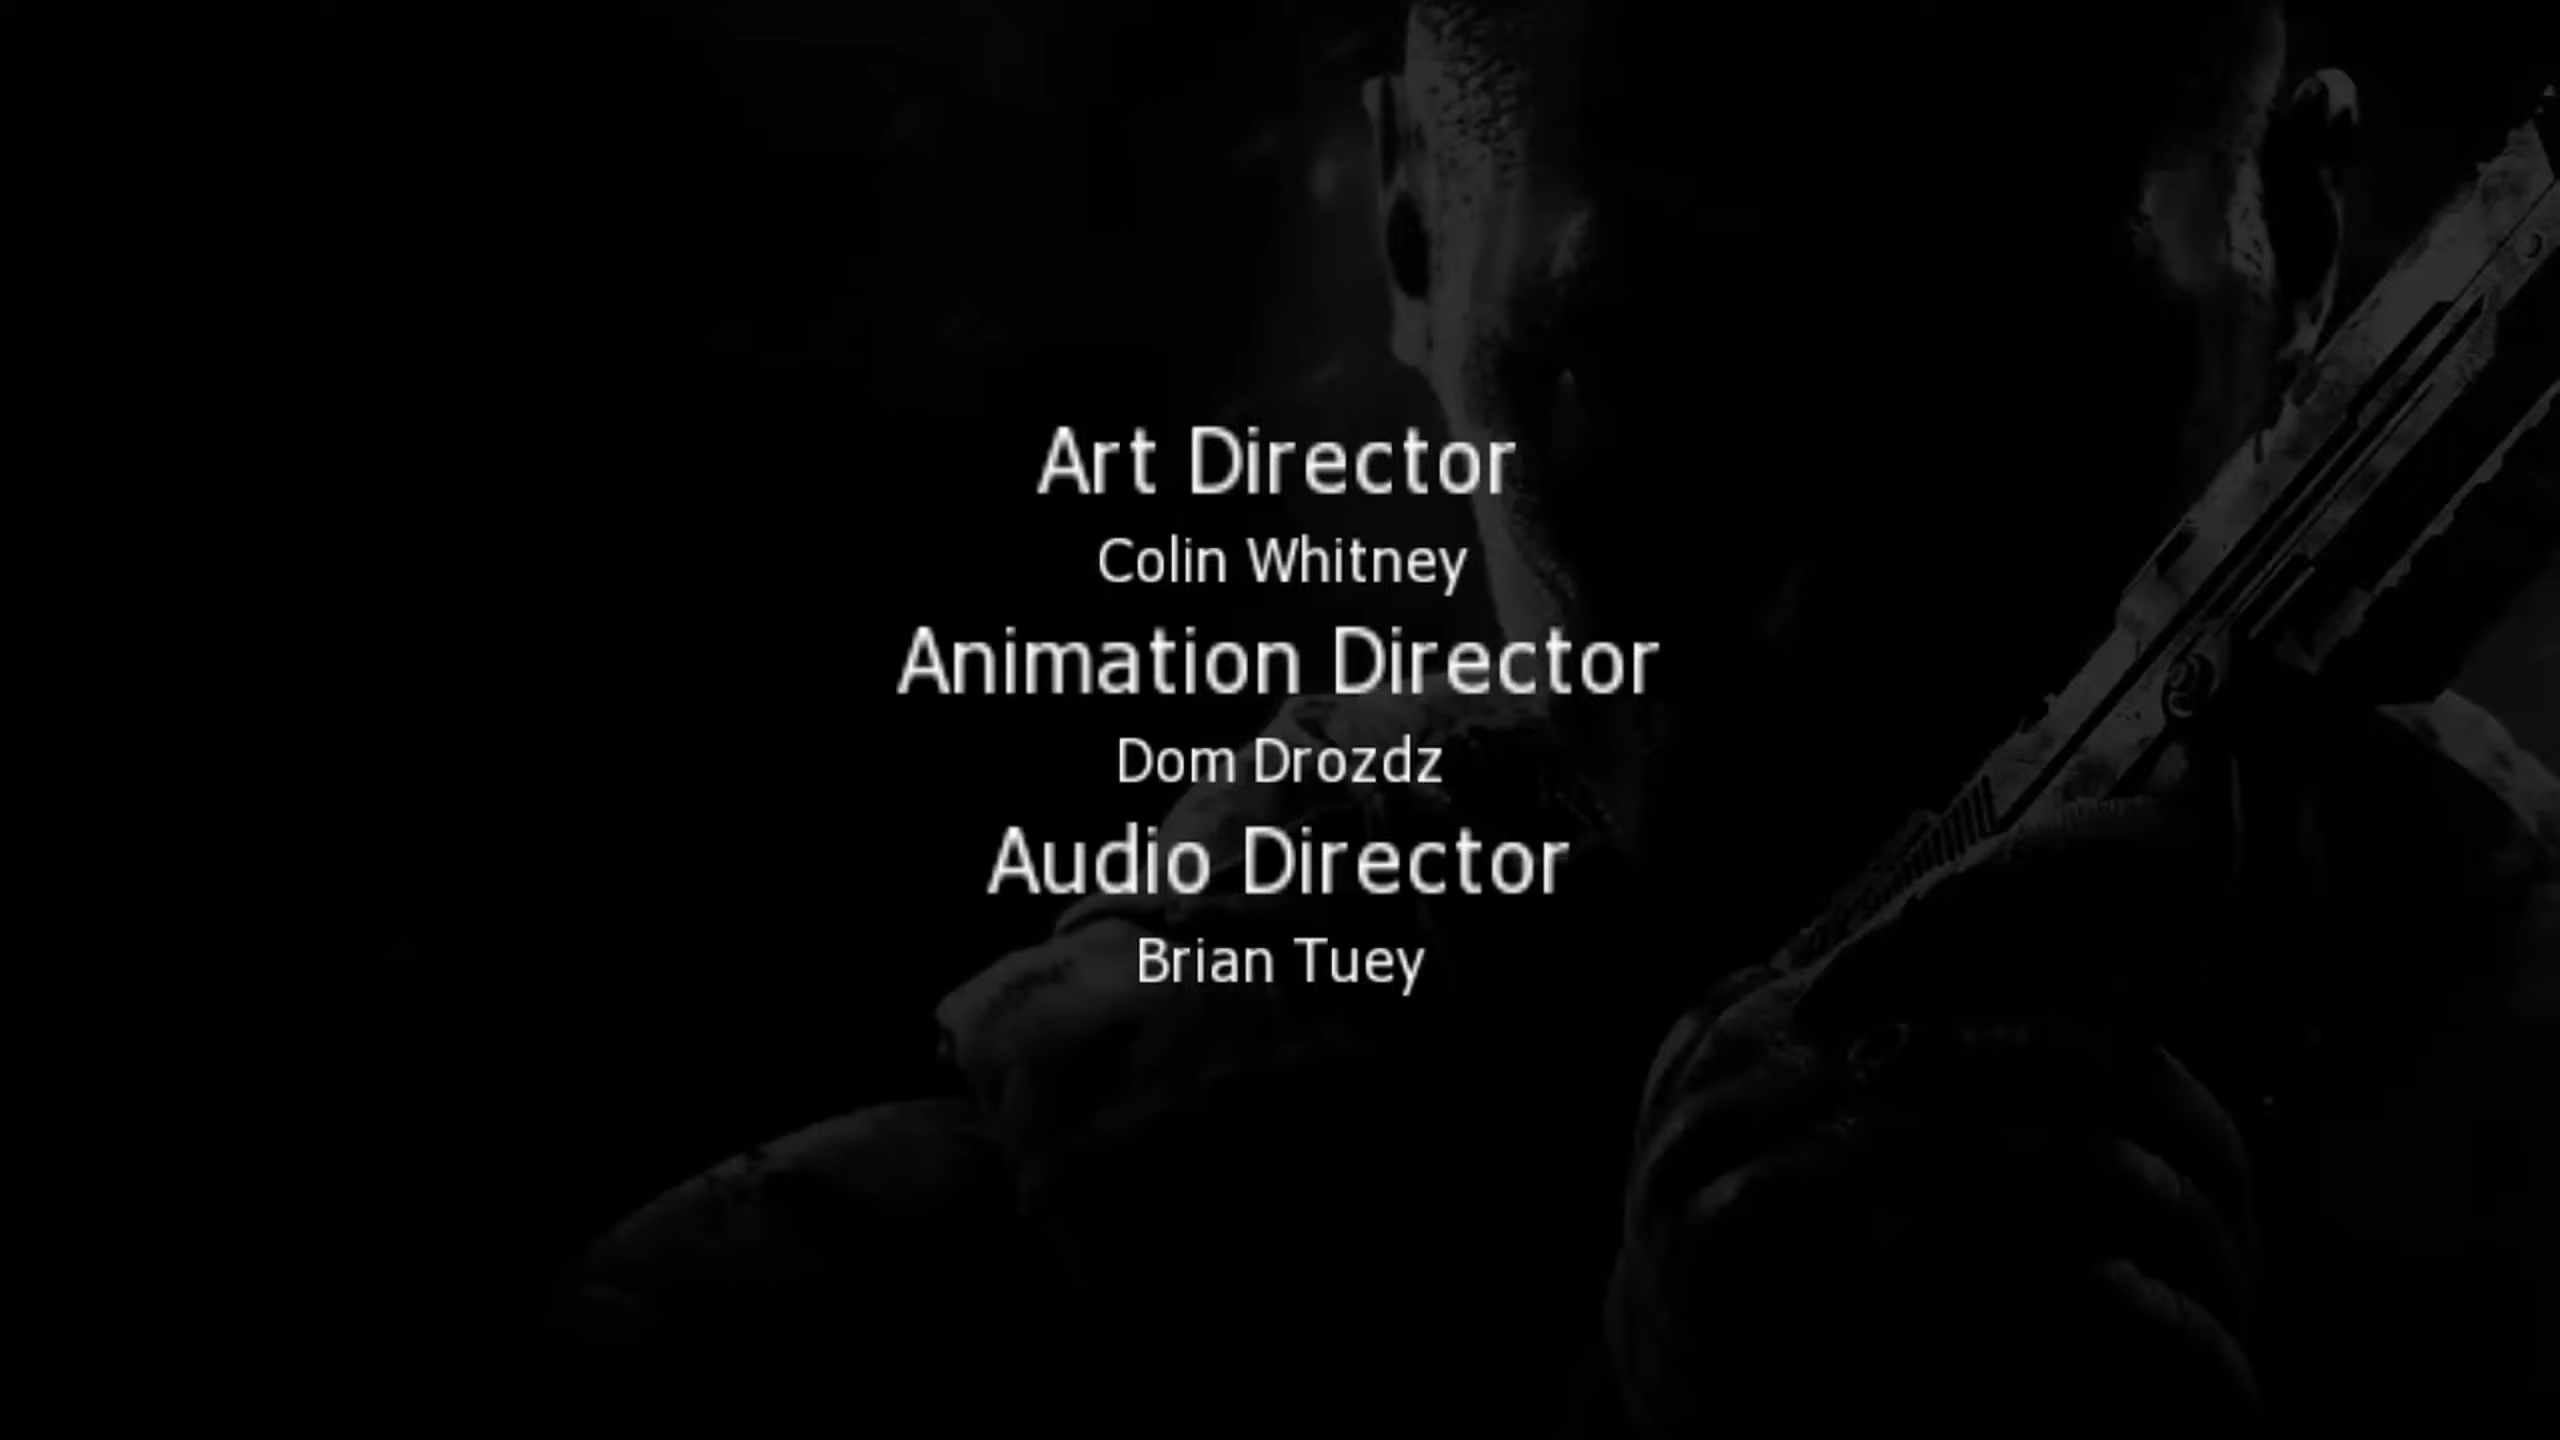 Art Director
Colin Whitney
Animation Director
Dom Drozdz
Audio Director
Brian Tuey